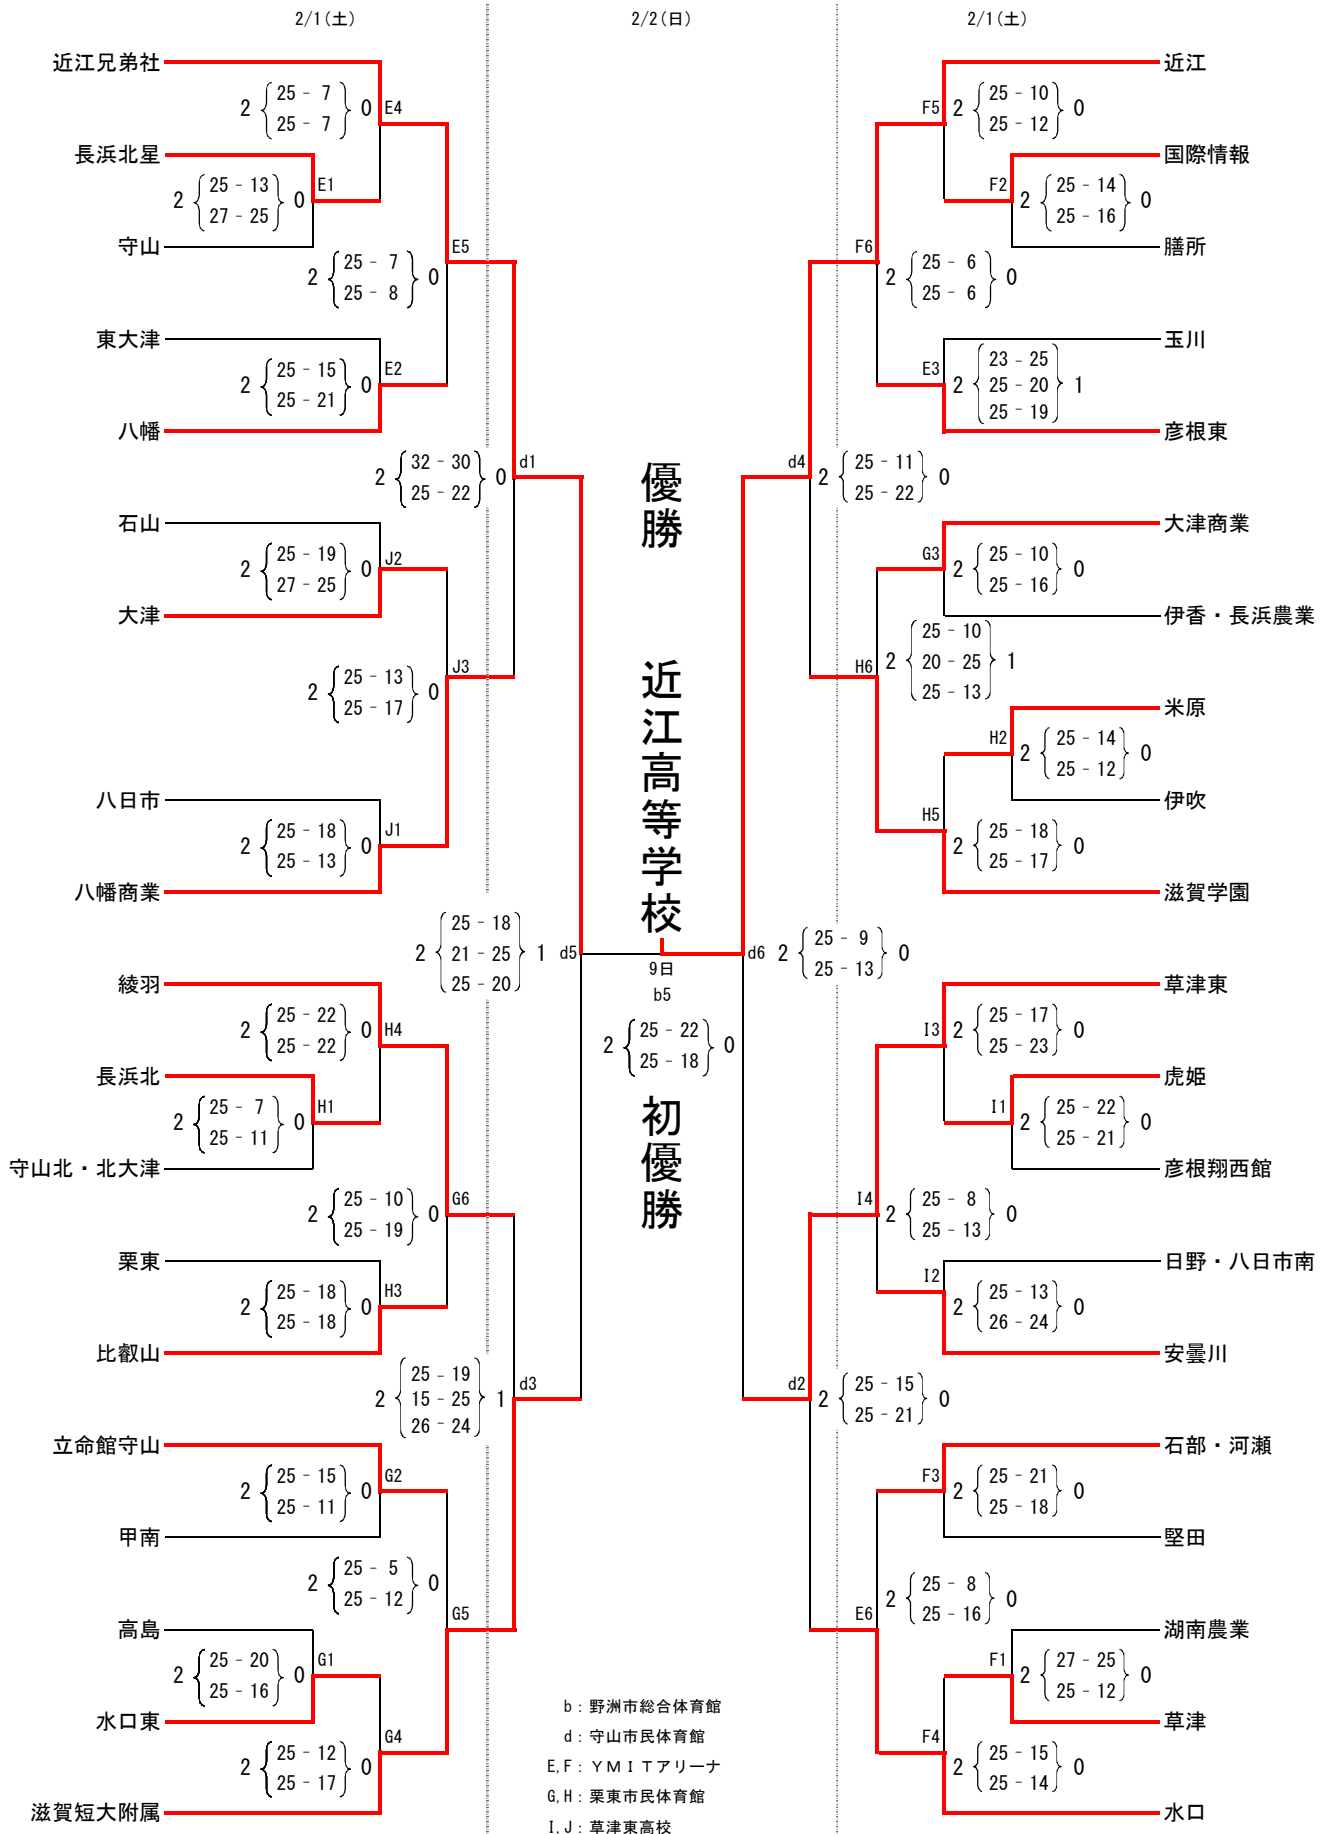 2/1(土)
2/2(日)
2/1(土)
近江兄弟社
2 25 - 7 0 E4
25 - 7
長浜北星
E1
2 25 - 13 0
27 - 25
守山
E5
2 25 - 7 0
25 - 8
東大津
2 25 - 15 0 E2
25 - 21
八幡
d1
2 32 - 30 0
25 - 22
石山
2 25 - 19 0 J2
27 - 25
大津
J3
2 25 - 13 0
25 - 17
八日市
2 25 - 18 0 J1
25 - 13
八幡商業
25 - 18
2 21 - 25 1 d5
25 - 20
綾羽
2 25 - 22 0 H4
25 - 22
長浜北
H1
2 25 - 7 0
25 - 11
守山北・北大津
G6
2 25 - 10 0
25 - 19
栗東
2 25 - 18 0 H3
25 - 18
比叡山
d3
25 - 19
2 15 - 25 1
26 - 24
立命館守山
G2
2 25 - 15 0
25 - 11
甲南
2 25 - 5 0
25 - 12
G5
高島
G1
2 25 - 20 0
25 - 16
水口東
G4
2 25 - 12 0
25 - 17
滋賀短大附属
優勝
近江高等学校
9日
b5
2 25 - 22 0
25 - 18
初優勝
b : 野洲市総合体育館
d : 守山市民体育館
E,F : YMITアリーナ
G,H : 栗東市民体育館
I,J : 草津東高校
近江
F5 2 25 - 10 0
25 - 12
国際情報
F2
2 25 - 14 0
25 - 16
膳所
F6
2 25 - 6 0
25 - 6
玉川
E3
23 - 25
2 25 - 20 1
25 - 19
彦根東
d4
2 25 - 11 0
25 - 22
大津商業
G3
2 25 - 10 0
25 - 16
伊香・長浜農業
H6
25 - 10
2 20 - 25 1
25 - 13
米原
H2
2 25 - 14 0
25 - 12
伊吹
H5
2 25 - 18 0
25 - 17
滋賀学園
d6 2 25 - 9 0
25 - 13
草津東
I3 2 25 - 17 0
25 - 23
虎姫
I1
2 25 - 22 0
25 - 21
彦根翔西館
I4
2 25 - 8 0
25 - 13
日野・八日市南
I2
2 25 - 13 0
26 - 24
安曇川
d2
2 25 - 15 0
25 - 21
石部・河瀬
F3
2 25 - 21 0
25 - 18
堅田
E6
2 25 - 8 0
25 - 16
湖南農業
F1
2 27 - 25 0
25 - 12
草津
F4
2 25 - 15 0
25 - 14
水口